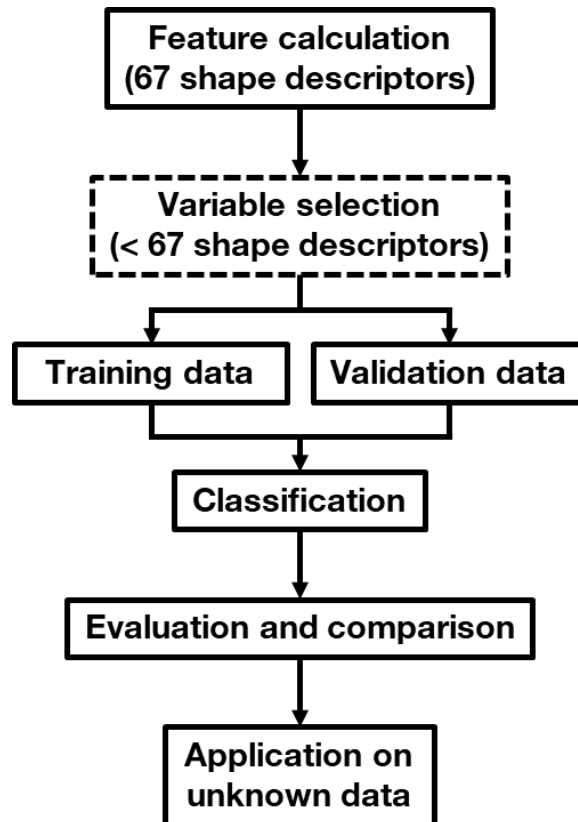 Feature calculation
(67 shape descriptors)
Variable selection
(< 67 shape descriptors)
Training data
Validation data
Classification
Evaluation and comparison
Application on
unknown data